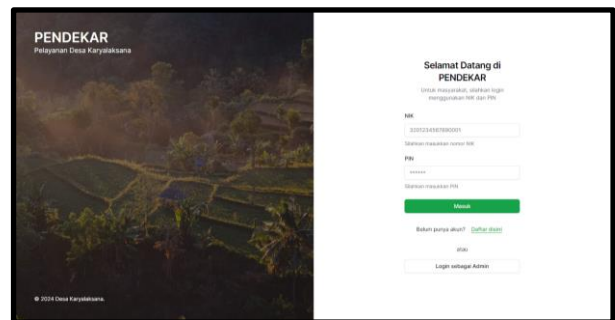 PENDEKAR
Pelayanan Desa Karyalaksana
© 2024 Desa Karyalaksana.
Selamat Datang di
PENDEKAR
Untuk masyarakat, silahkan login
menggunakan NIK dan PIN
NIK
Silahkan masukkan nomor NIK
PIN
••••••
Silahkan masukkan PIN
Masuk
Belum punya akun? Daftar disini
atau
Login sebagai Admin